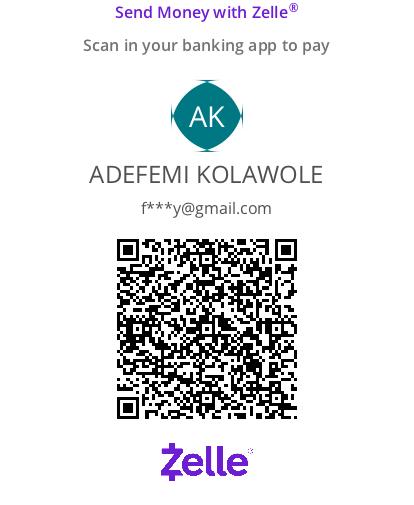 Send Money with Zelle®
Scan in your banking app to pay
AK
ADEFEMI KOLAWOLE
f***y@gmail.com
Zelle